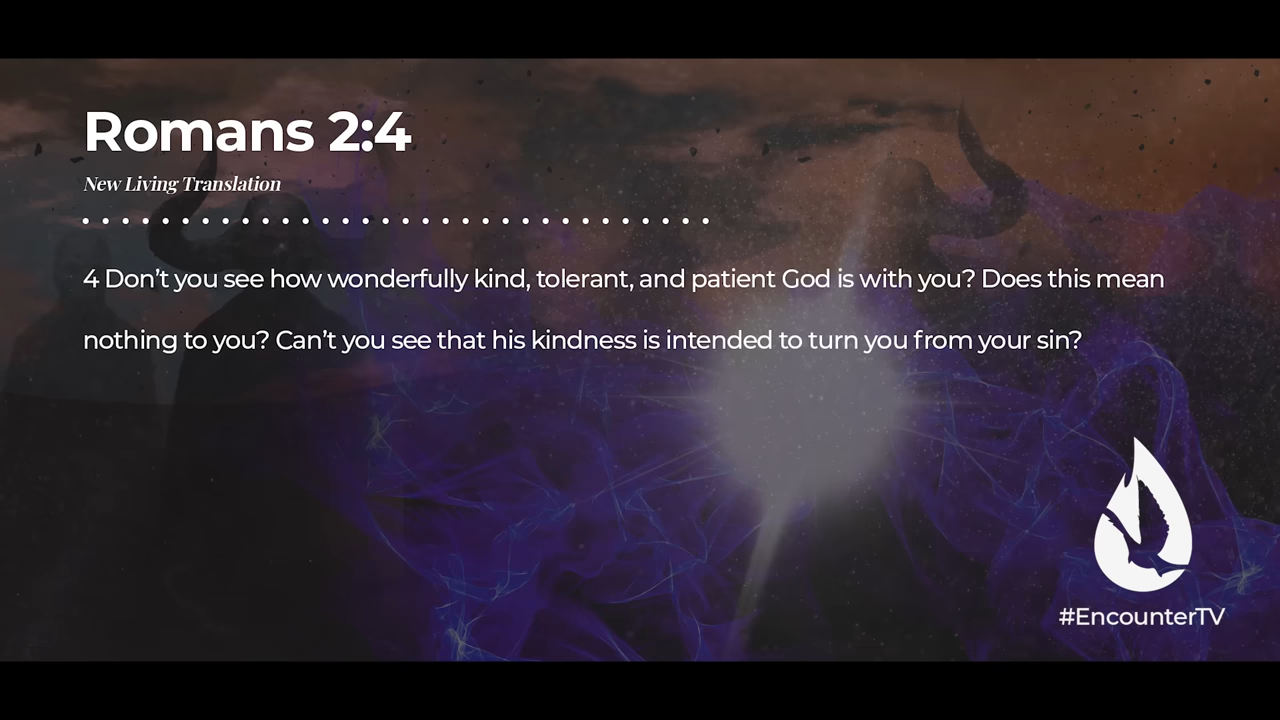 Romans 2:4
New Living Translation
4 Don’t you see how wonderfully kind, tolerant, and patient God is with you? Does this mean
nothing to you? Can’t you see that his kindness is intended to turn you from your sin?
#EncounterTV